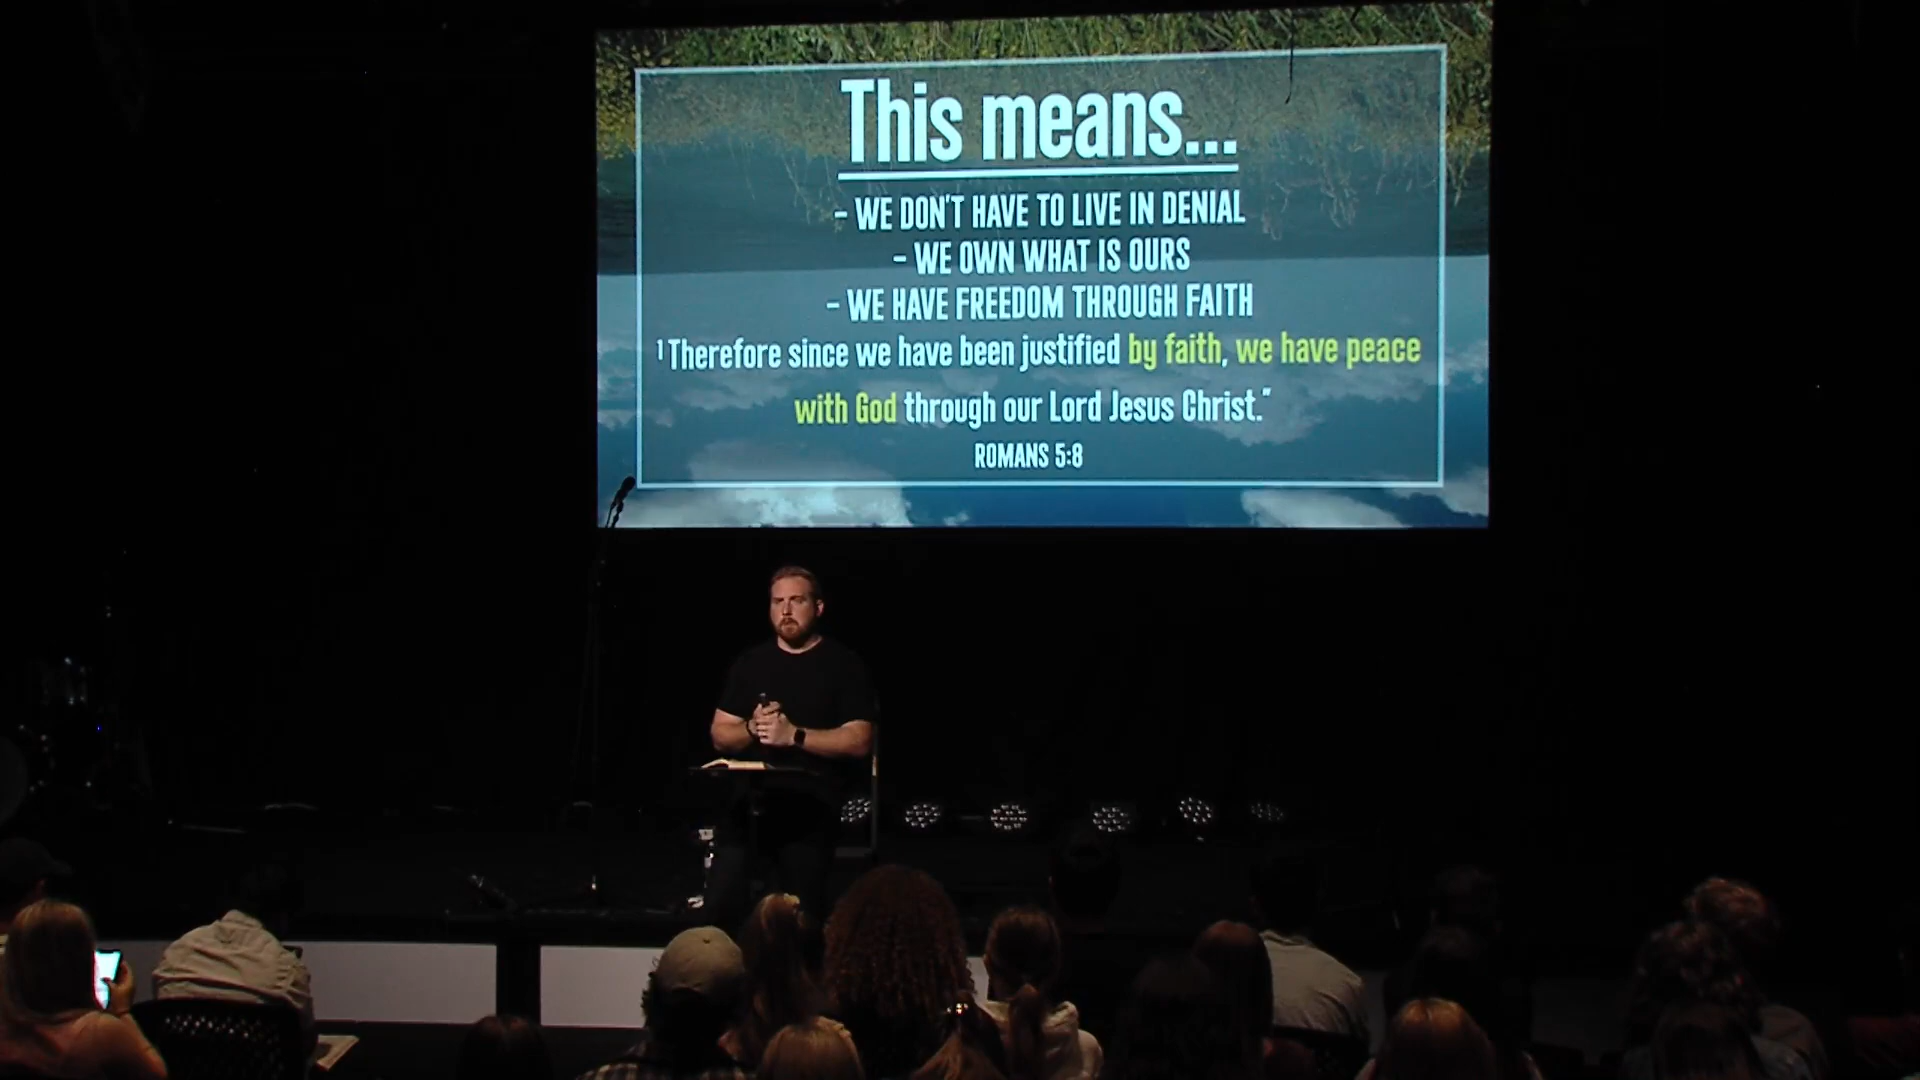 This means...
- WE DON'T HAVE TO LIVE IN DENIAL
- WE OWN WHAT IS OURS
- WE HAVE FREEDOM THROUGH FAITH
¹ Therefore since we have been justified by faith, we have peace
with God through our Lord Jesus Christ."
ROMANS 5:8